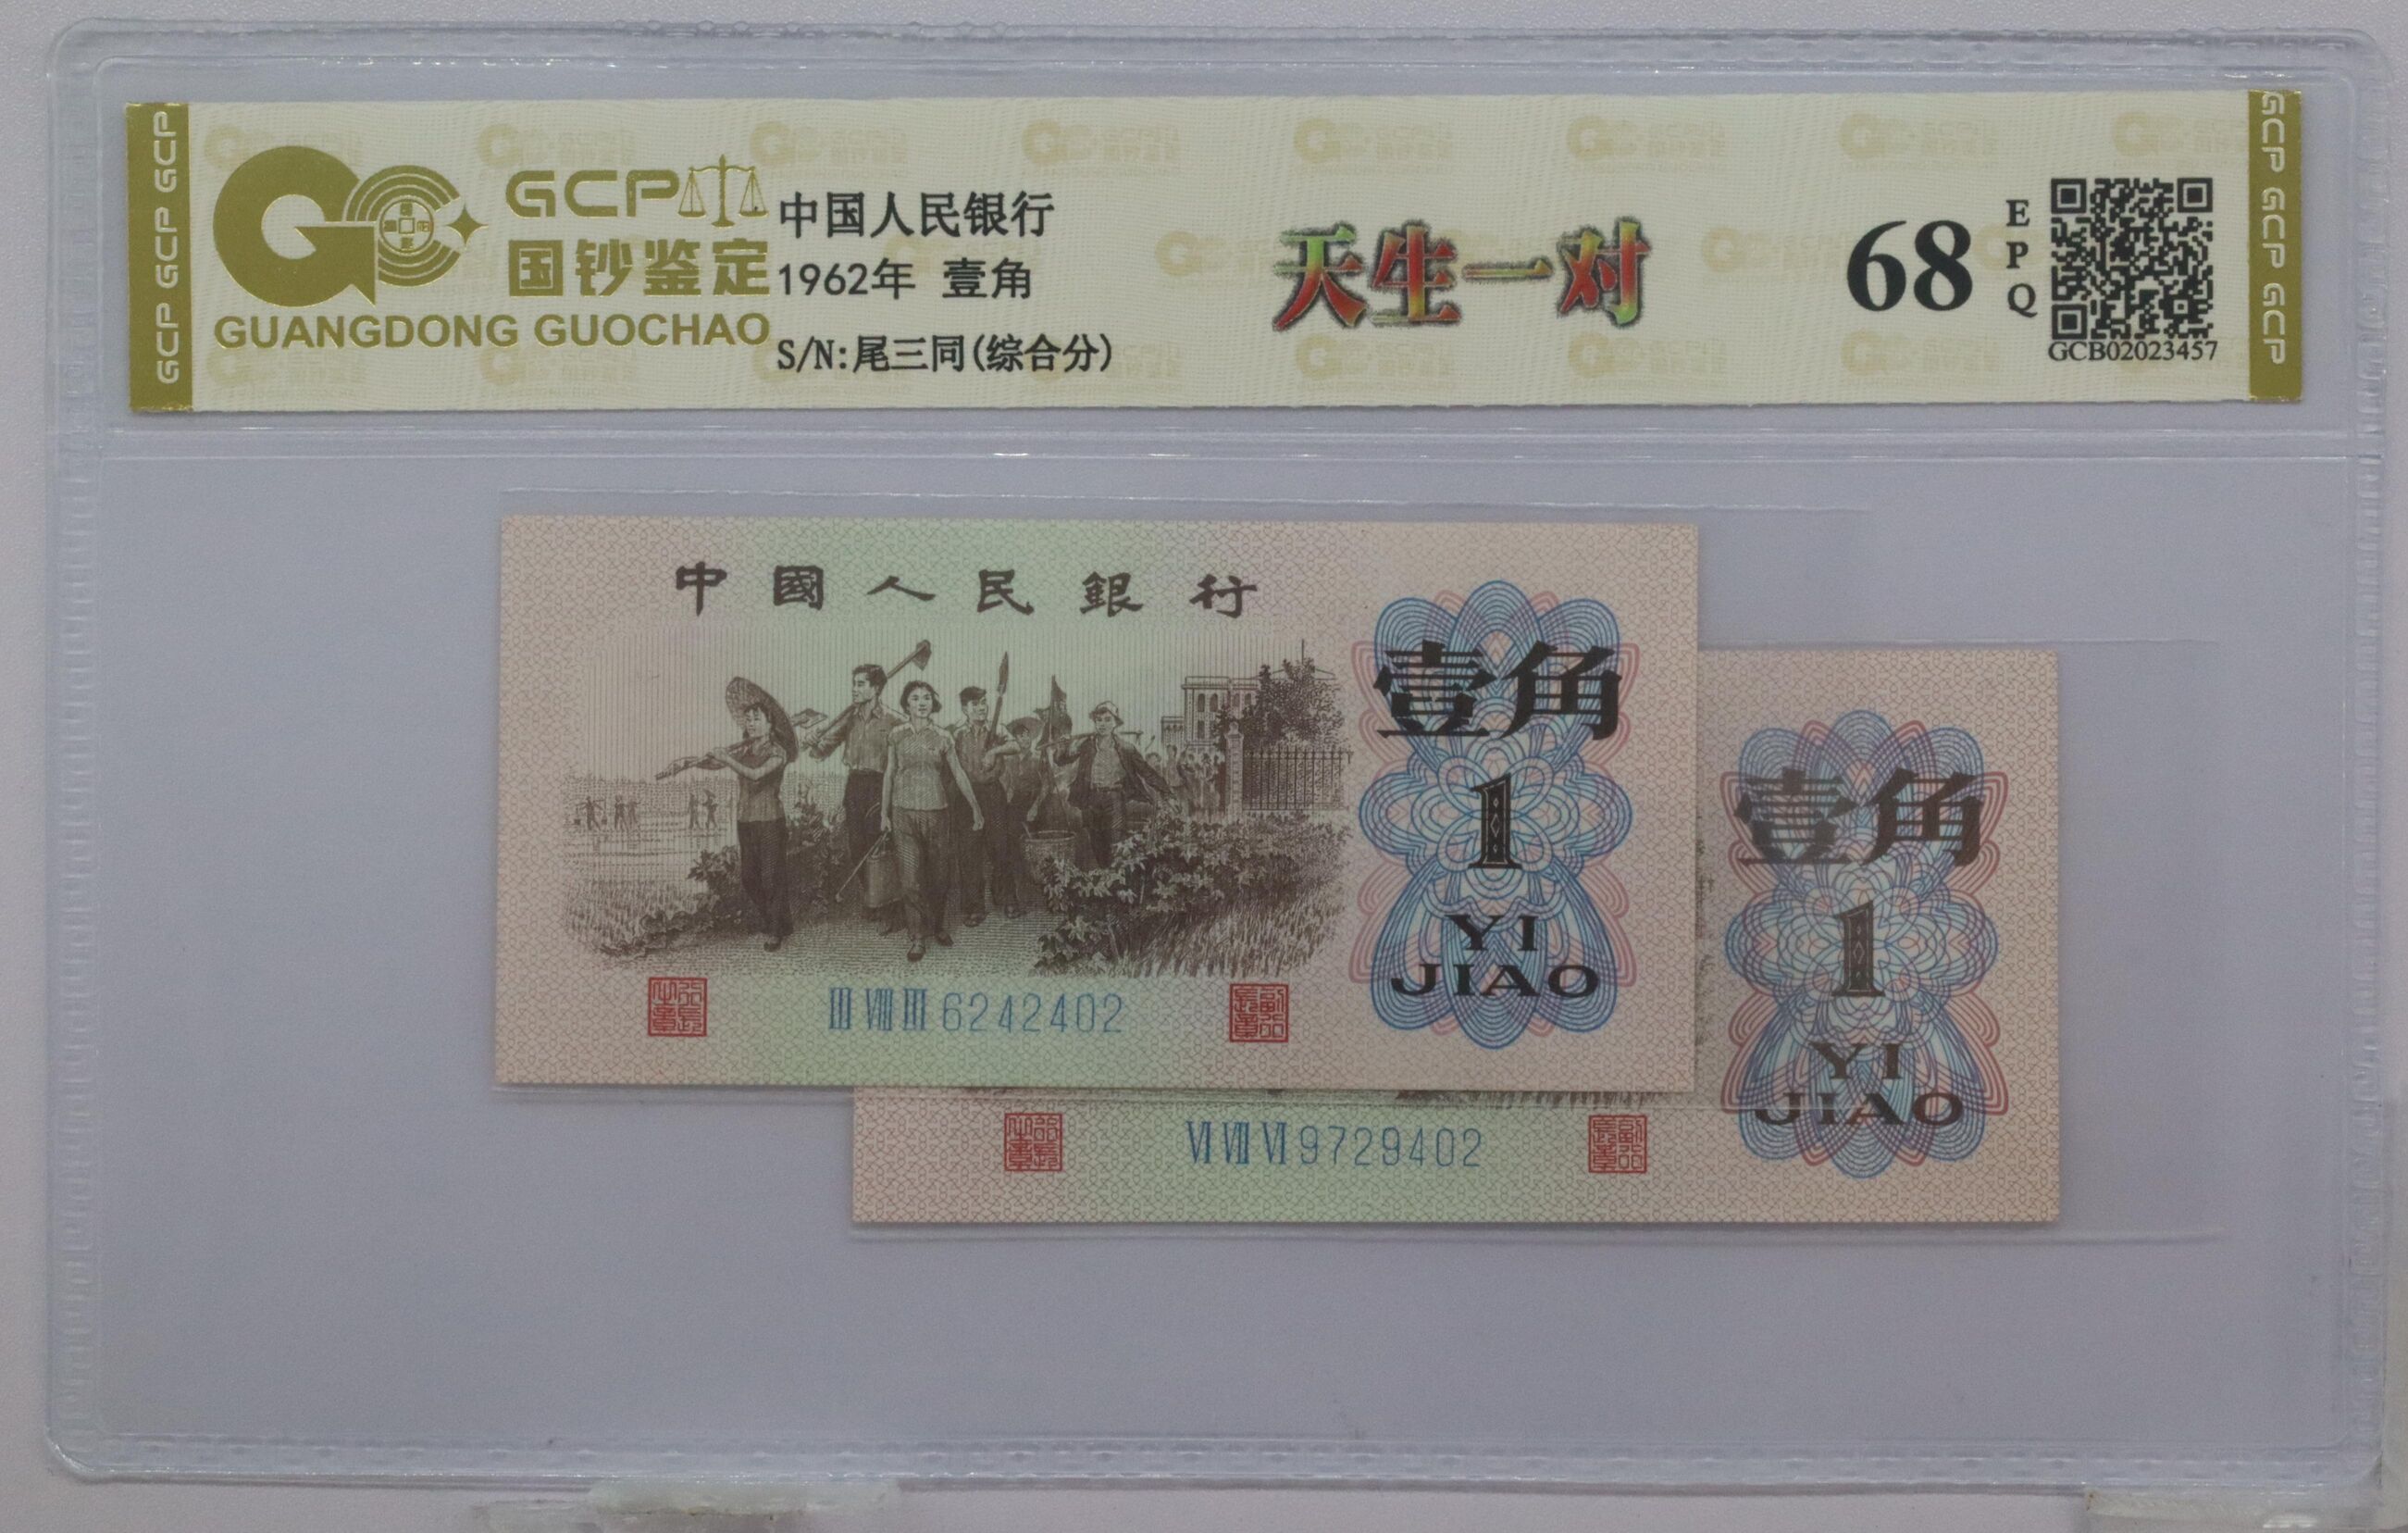 GCP GCP GCP
GCP
国钞鉴定
GUANGDONG GUOCHAO
中国人民银行
1962年 壹角
S/N:尾三同(综合分)
天生一对
68
EPQ
GCB02023457
GCP GCP GCP
中國人民銀行
壹角
1
YI
JIAO
III VIII III 6242402
壹角
1
YI
JIAO
VI VII VI 9729402